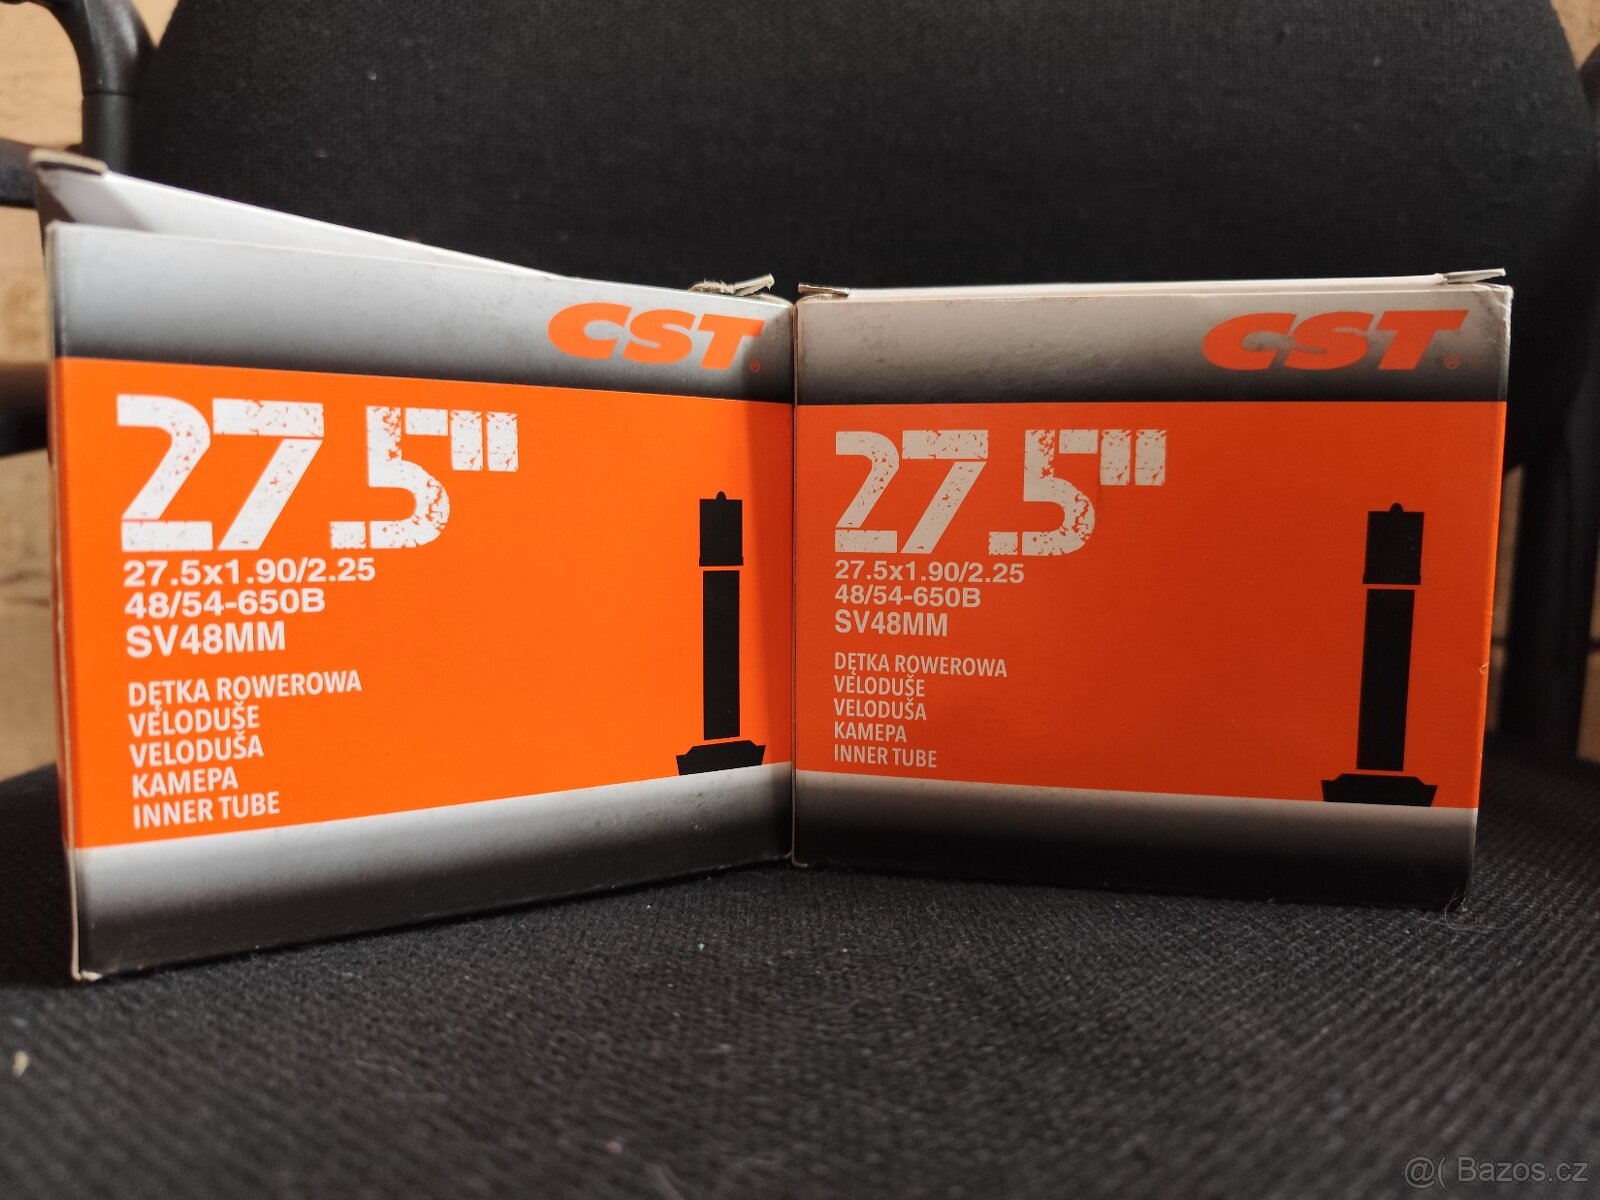 CST®
27.5"
27.5x1.90/2.25
48/54-650B
SV48MM
DĘTKA ROWEROWA
VELODUŠE
VELODUŠA
KAMEPA
INNER TUBE
CST®
27.5"
27.5x1.90/2.25
48/54-650B
SV48MM
DĘTKA ROWEROWA
VELODUŠE
VELODUŠA
КАМЕРА
INNER TUBE
@( Bazos.cz